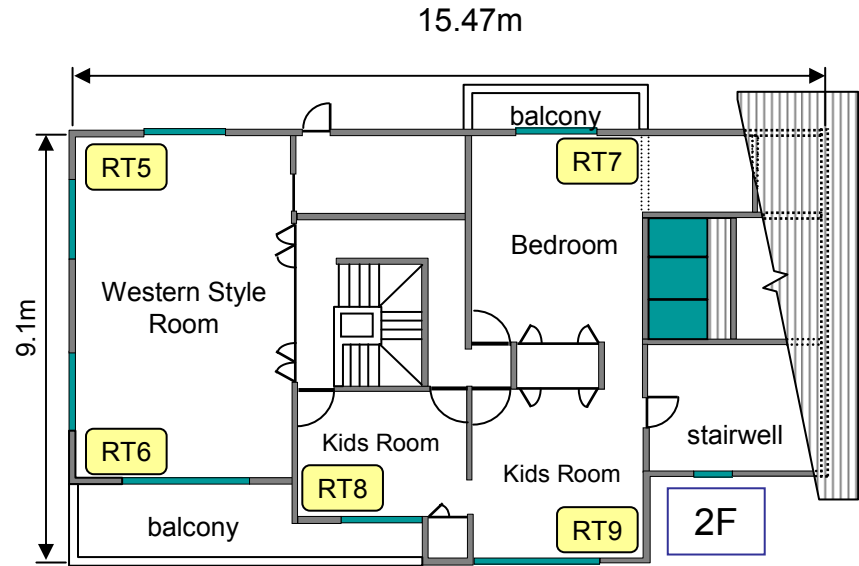 15.47m
balcony
RT5
RT7
Bedroom
Western Style
Room
9.1m
stairwell
Kids Room
RT6
Kids Room
RT8
balcony
RT9
2F